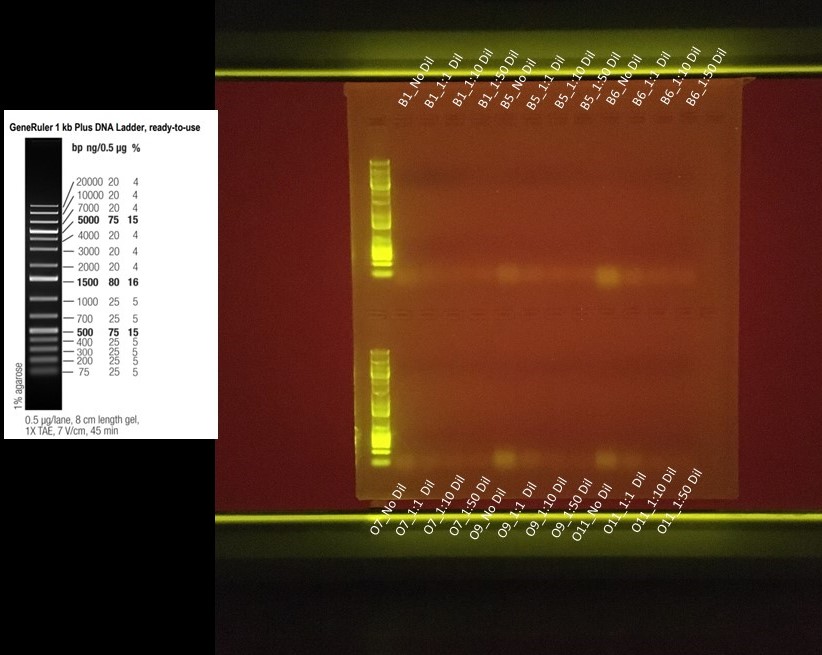 GeneRuler 1 kb Plus DNA Ladder, ready-to-use
bp ng/0.5 µg %
20000 20 4
10000 20 4
7000 20 4
5000 75 15
4000 20 4
3000 20 4
2000 20 4
1500 80 16
1000 25 5
700 25 5
500 75 15
400 25 5
300 25 5
200 25 5
75 25 5
1% agarose
0.5 µg/lane, 8 cm length gel,
1X TAE, 7 V/cm, 45 min
B1_No Dil
B1_1:1 Dil
B1_1:10 Dil
B1_1:50 Dil
B5_No Dil
B5_1:1 Dil
B5_1:10 Dil
B5_1:50 Dil
B6_No Dil
B6_1:1 Dil
B6_1:10 Dil
B6_1:50 Dil
O7_No Dil
O7_1:1 Dil
O7_1:10 Dil
O7_1:50 Dil
O9_No Dil
O9_1:1 Dil
O9_1:10 Dil
O9_1:50 Dil
O11_No Dil
O11_1:1 Dil
O11_1:10 Dil
O11_1:50 Dil